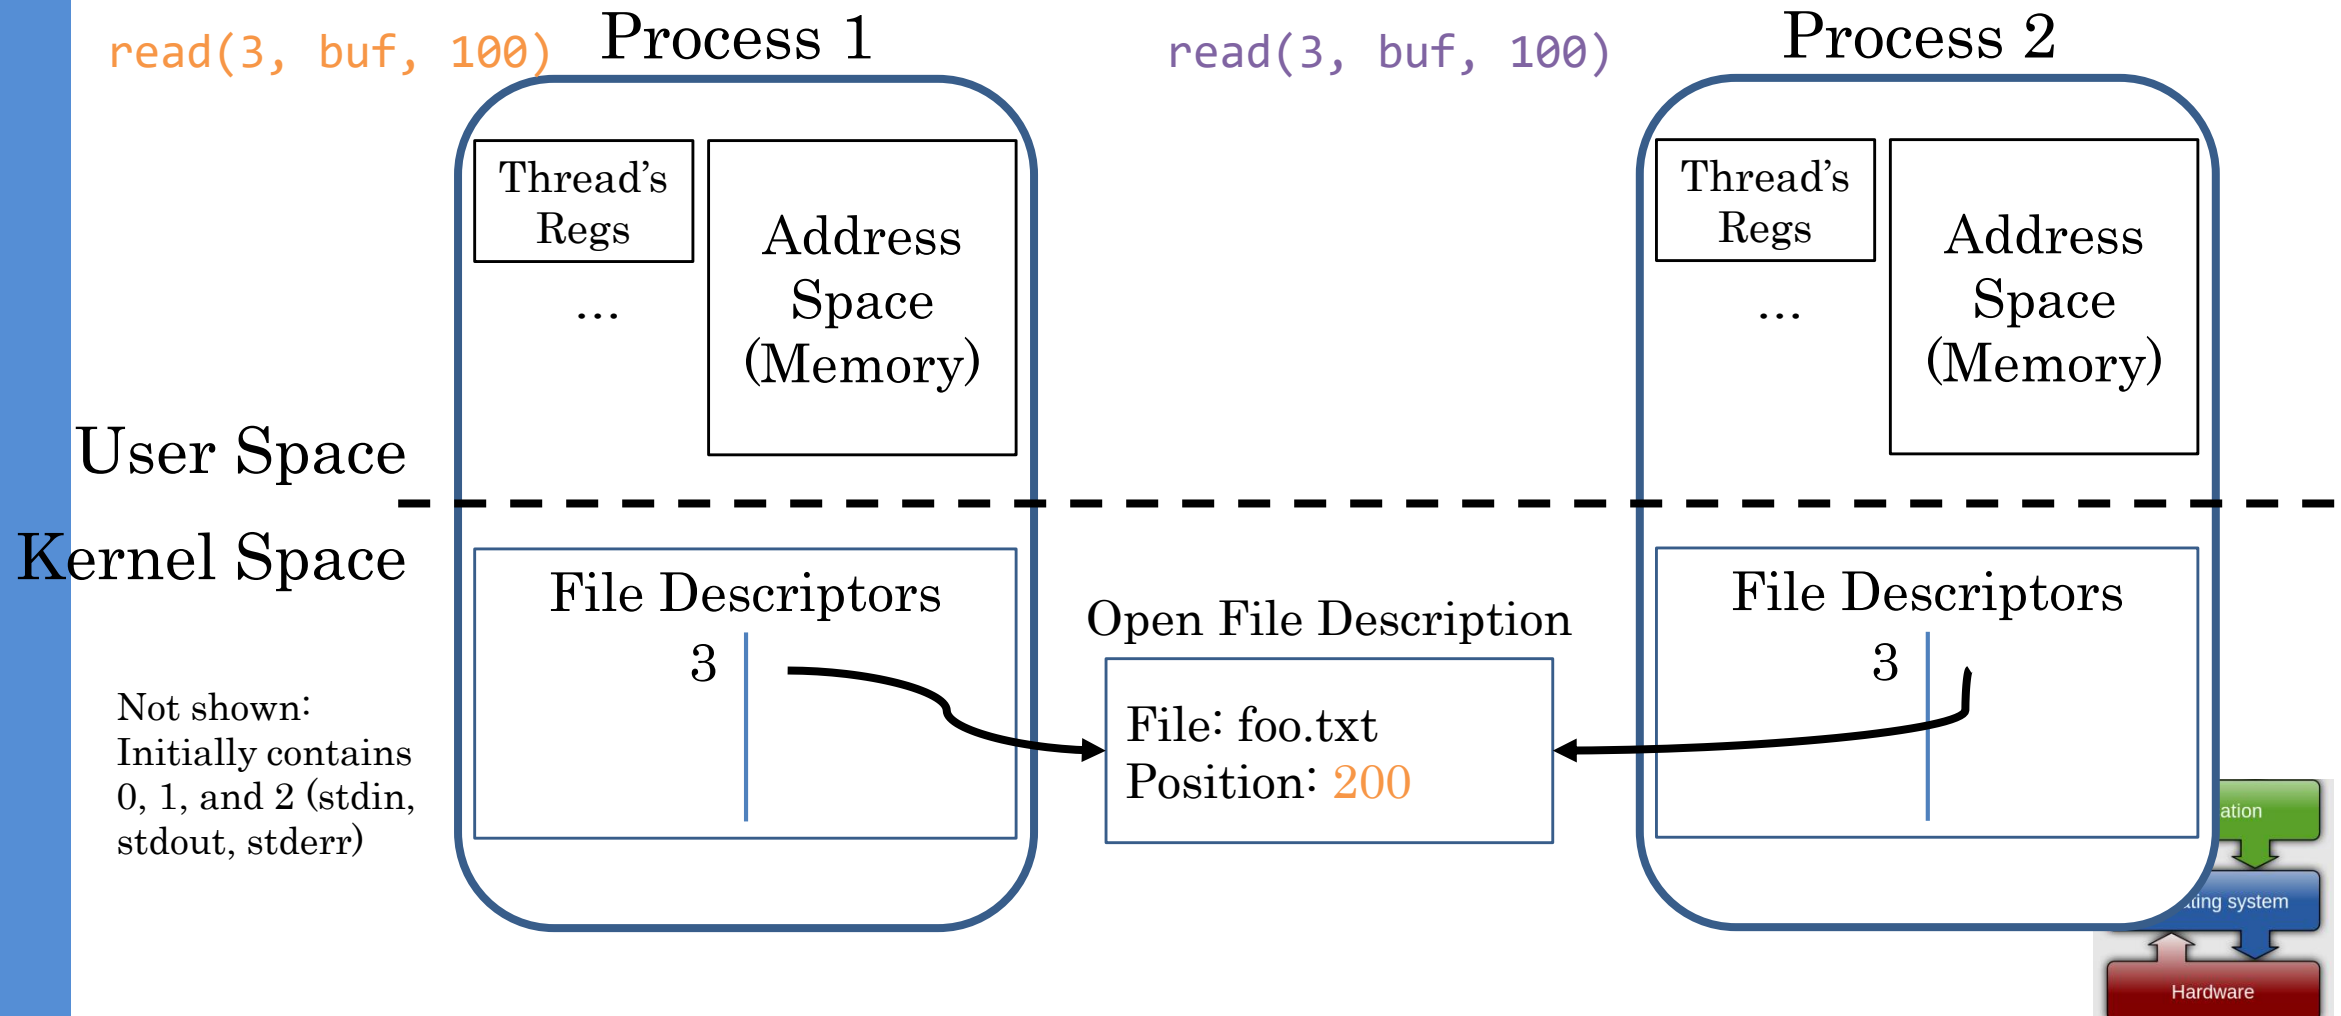 read(3, buf, 100)
Process 1
read(3, buf, 100)
Process 2
Thread's
Regs
...
Address
Space
(Memory)
Thread's
Regs
...
Address
Space
(Memory)
User Space
Kernel Space
File Descriptors
3
Open File Description
File: foo.txt
Position: 200
File Descriptors
3
Not shown:
Initially contains
0, 1, and 2 (stdin,
stdout, stderr)
ation
ting system
Hardware